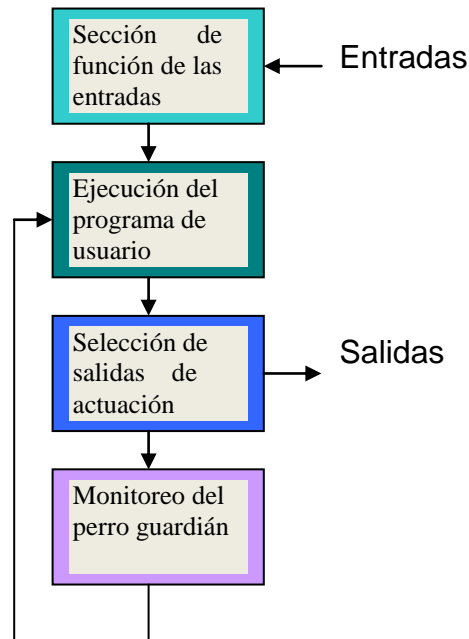 Sección de
función de las
entradas
Entradas
Ejecución del
programa de
usuario
Selección de
salidas de
actuación
Salidas
Monitoreo del
perro guardián